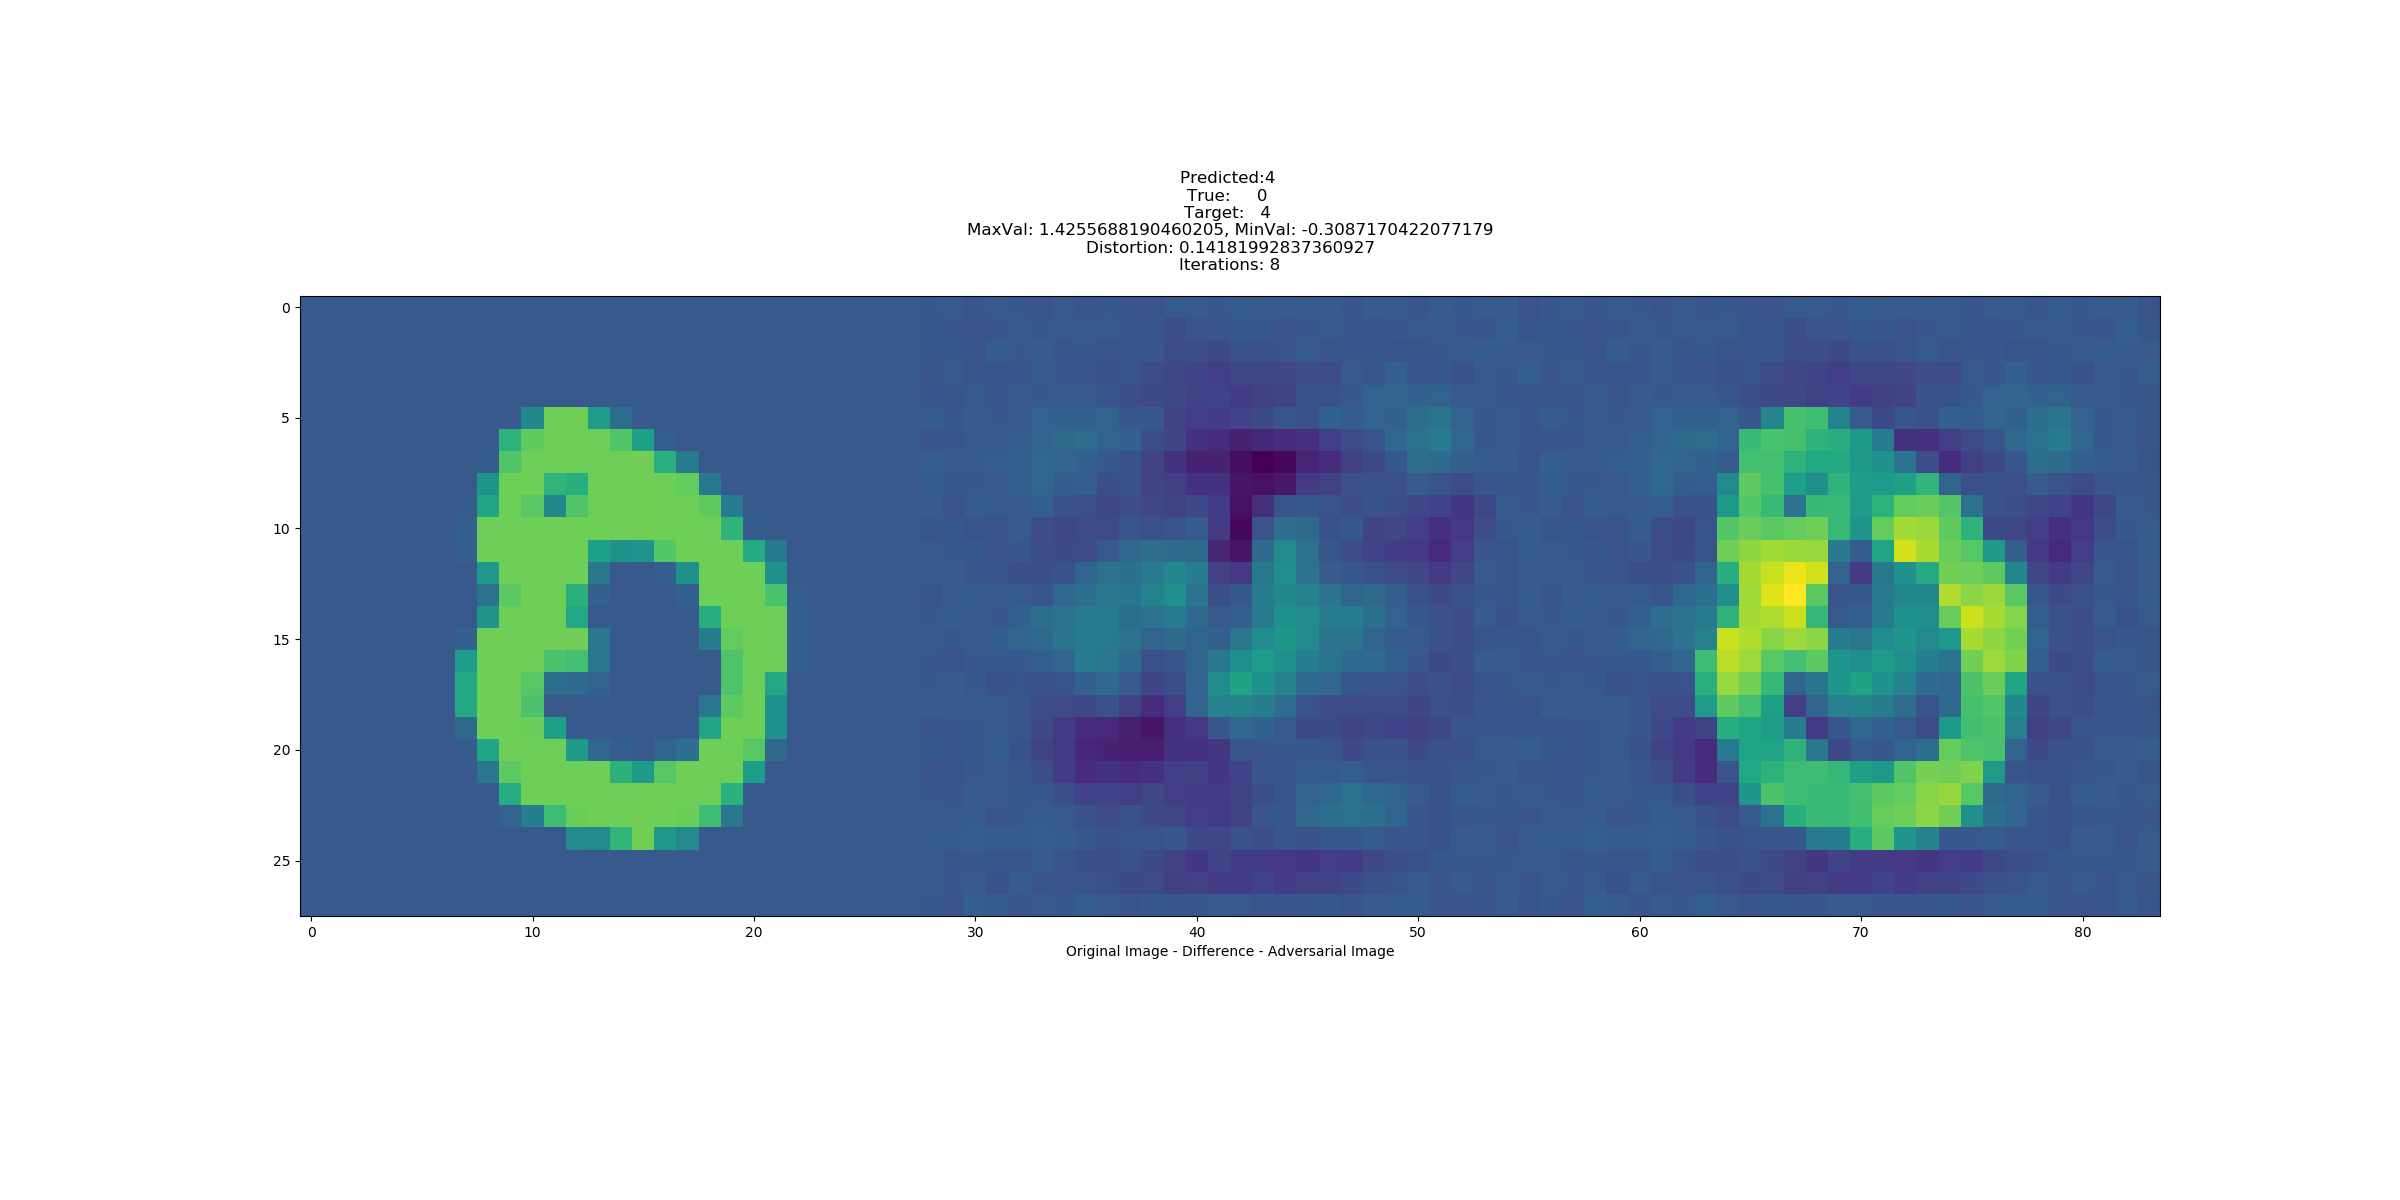 Predicted:4
True: 0
Target: 4
MaxVal: 1.4255688190460205, MinVal: -0.3087170422077179
Distortion: 0.14181992837360927
Iterations: 8
0
5
10
15
20
25
0 10 20 30 40 50 60 70 80
Original Image - Difference - Adversarial Image